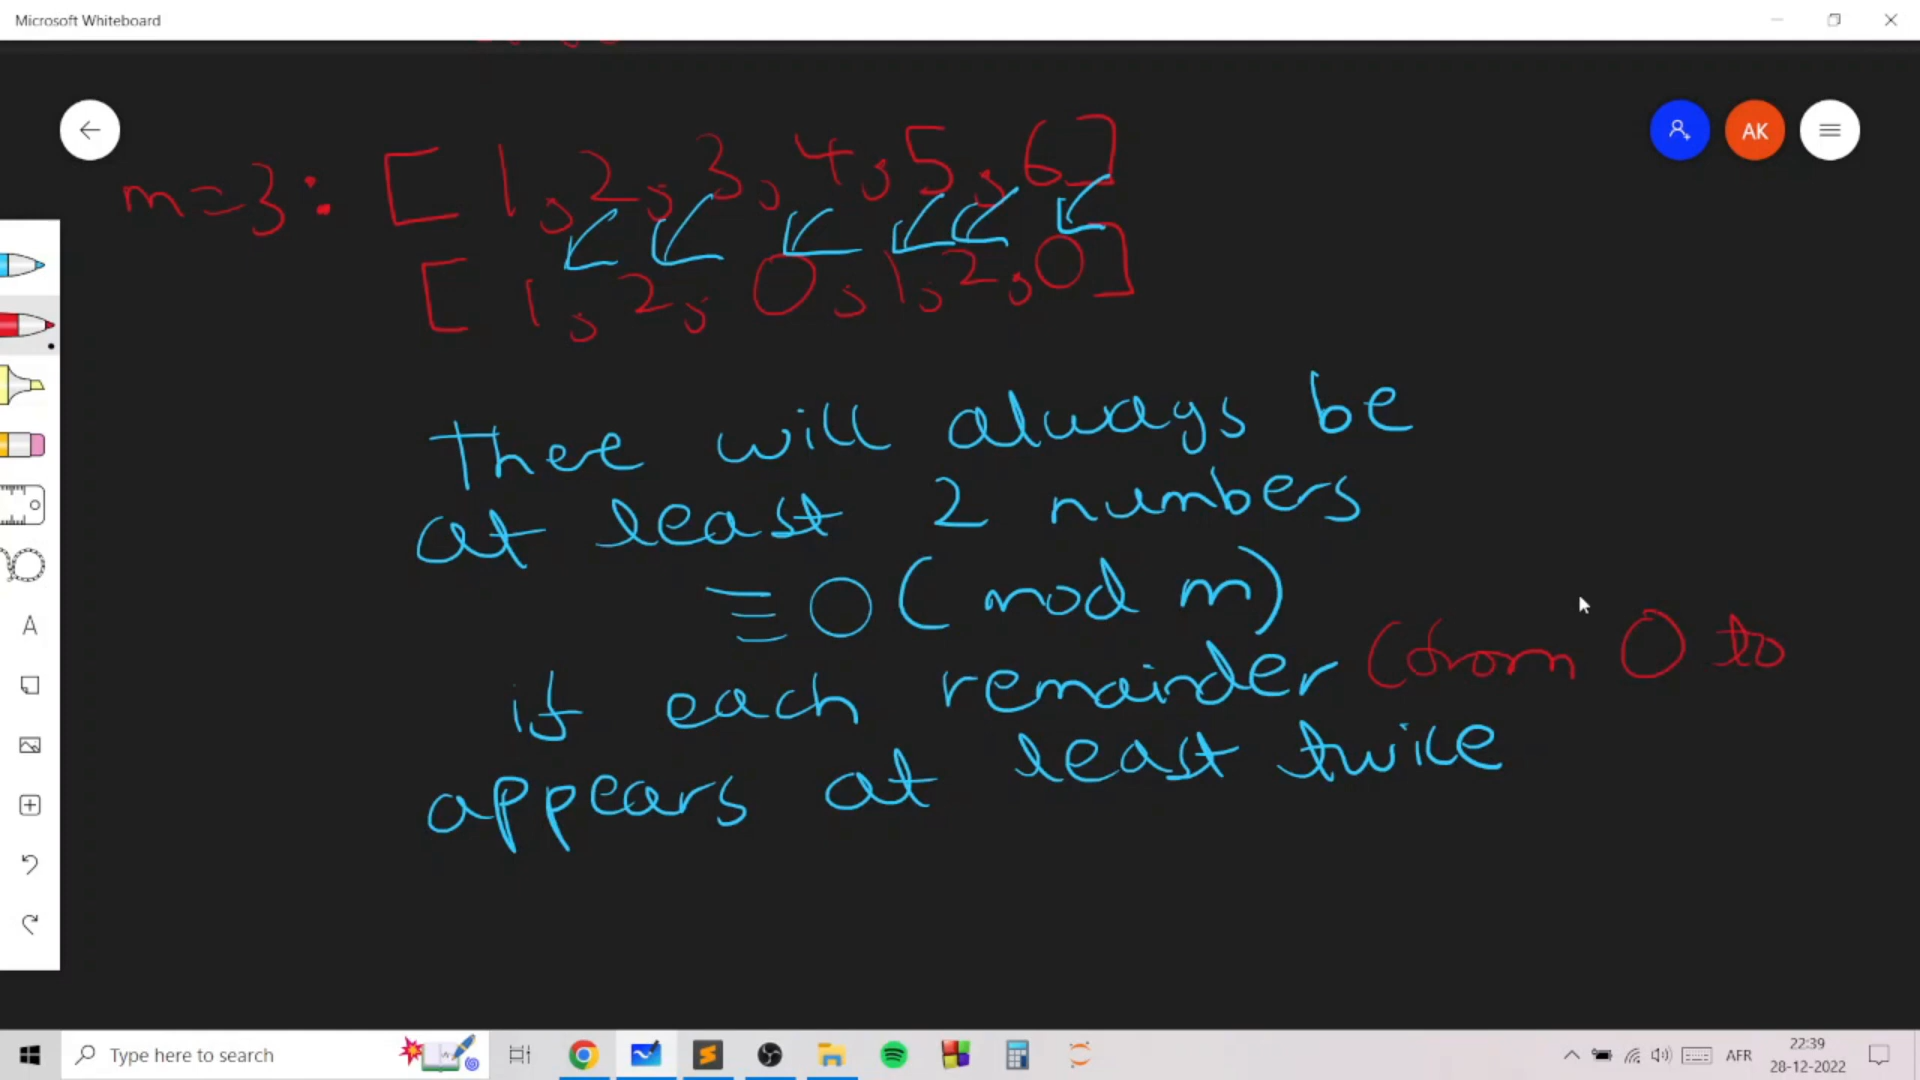 Microsoft Whiteboard
AK
m=3: [1, 2, 3, 4, 5, 6]
[1, 2, 0, 1, 2, 0]
There will always be
at least 2 numbers
≡ 0 (mod m)
if each remainder (from 0 to
appears at least twice
A
Type here to search
AFR
22:39
28-12-2022